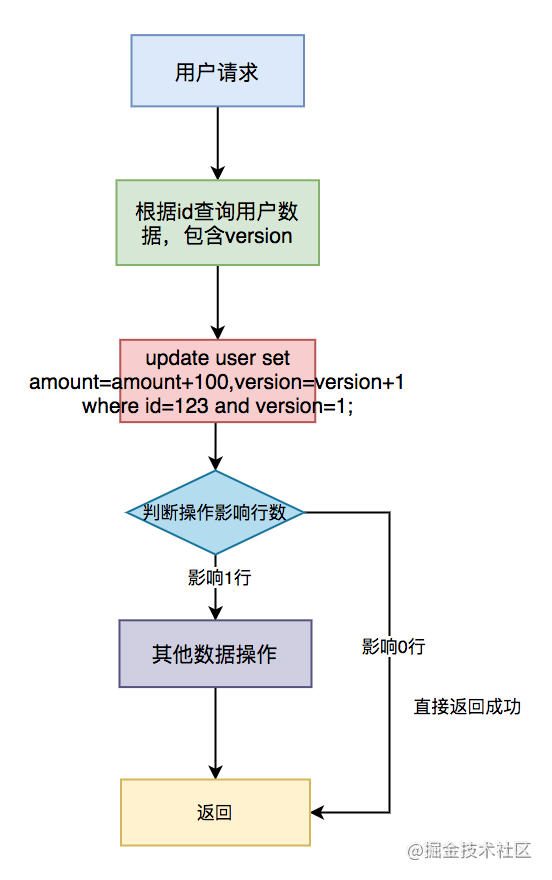 用户请求
根据id查询用户数
据，包含version
update user set
amount=amount+100,version=version+1
where id=123 and version=1;
判断操作影响行数
影响1行
其他数据操作
影响0行
直接返回成功
返回
@掘金技术社区